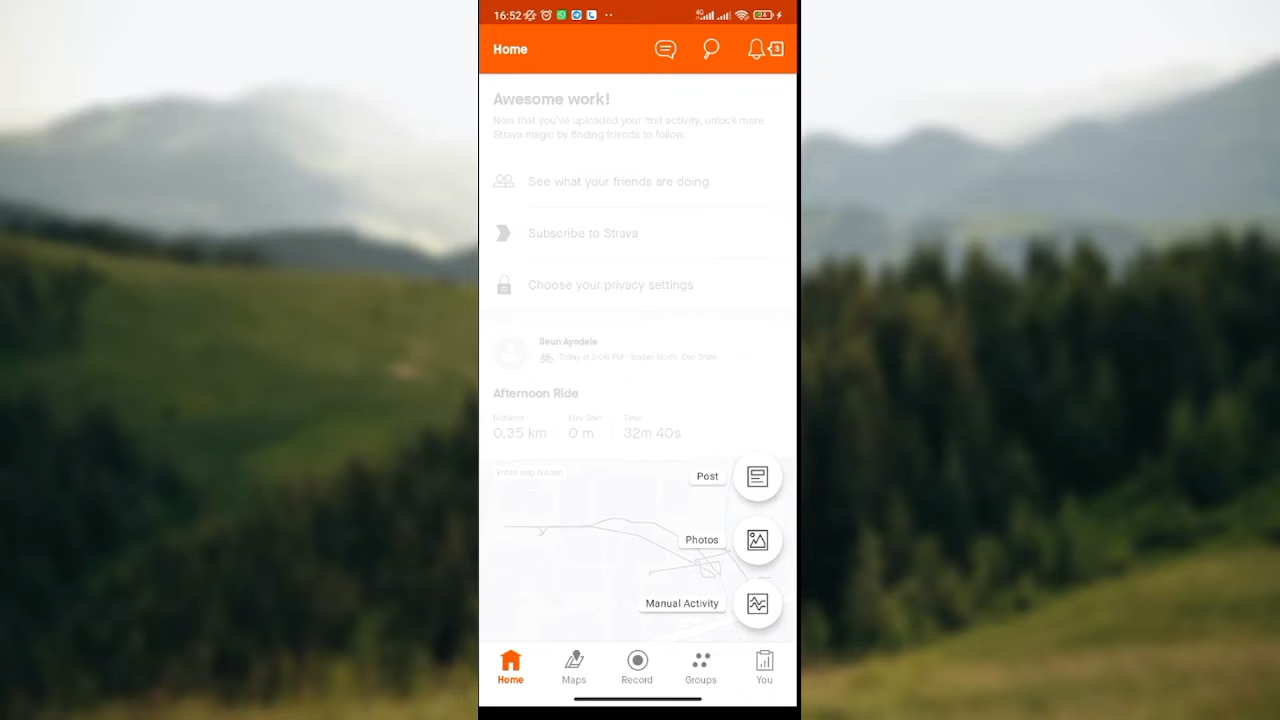 16:52
4G
24
Home
3
Awesome work!
Now that you've uploaded your first activity, unlock more
Strava magic by finding friends to follow.
See what your friends are doing
Subscribe to Strava
Choose your privacy settings
Seun Ayodele
Today at 2:06 PM · Ibadan North, Oyo State
Afternoon Ride
Distance Elev Gain Time
0.35 km 0 m 32m 40s
Entire map hidden
Post
Photos
Manual Activity
Home Maps Record Groups You